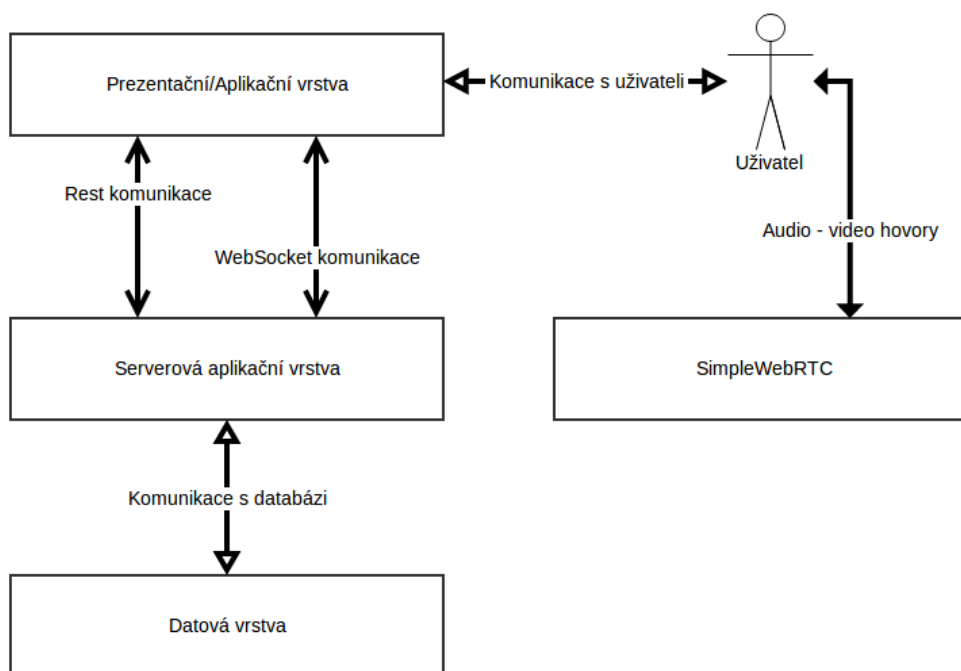 Prezentační/Aplikační vrstva
Komunikace s uživateli
Uživatel
Rest komunikace
WebSocket komunikace
Audio - video hovory
Serverová aplikační vrstva
SimpleWebRTC
Komunikace s databázi
Datová vrstva